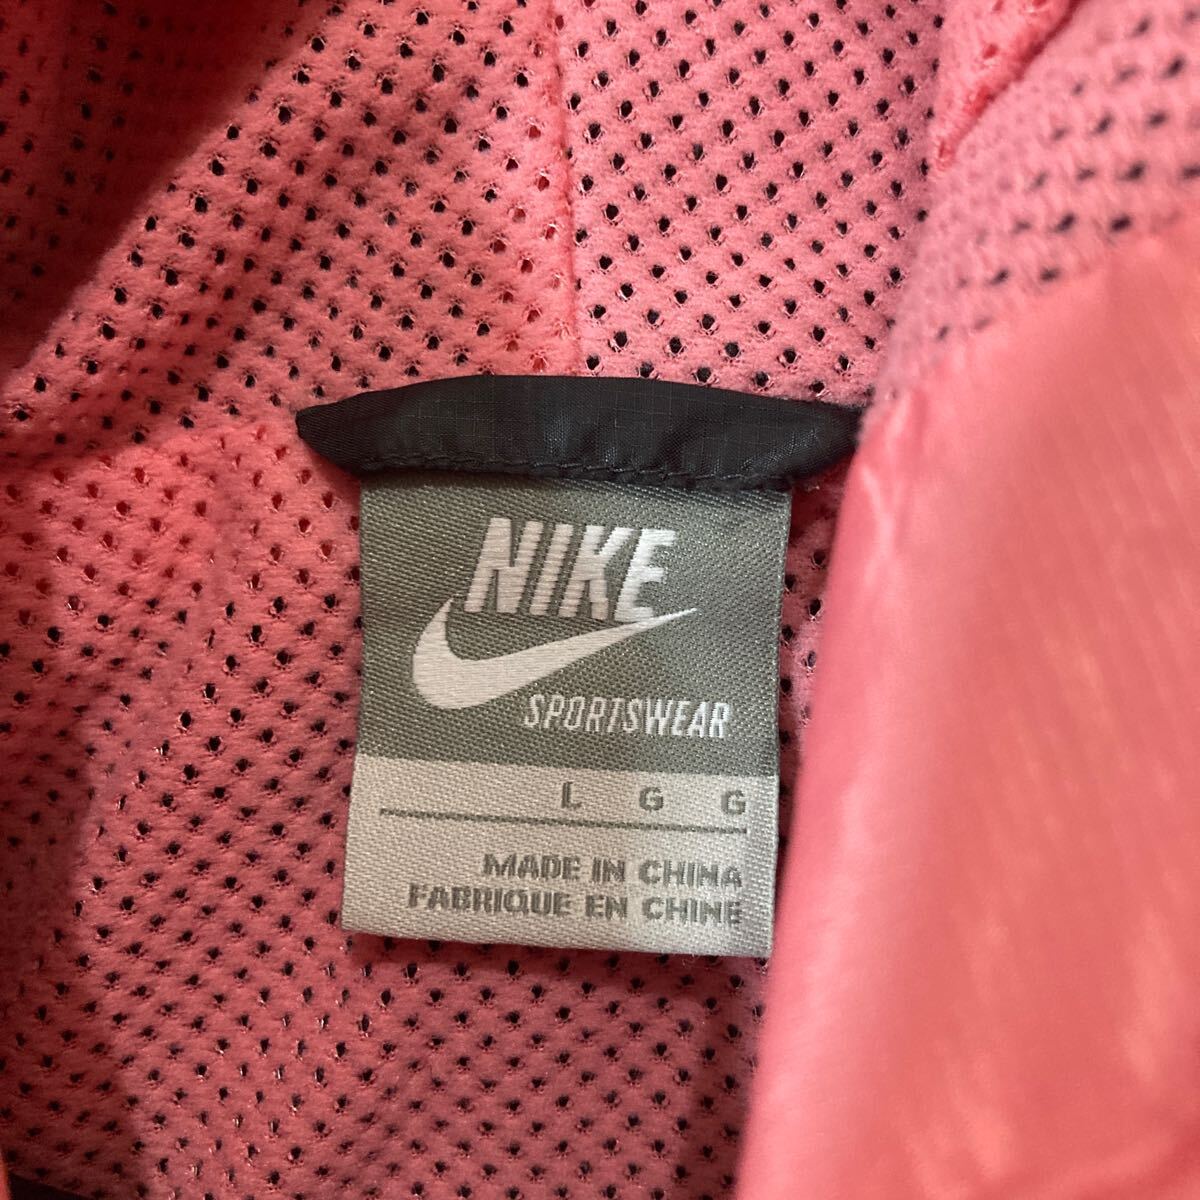 NIKE
SPORTSWEAR
L G G
MADE IN CHINA
FABRIQUE EN CHINE